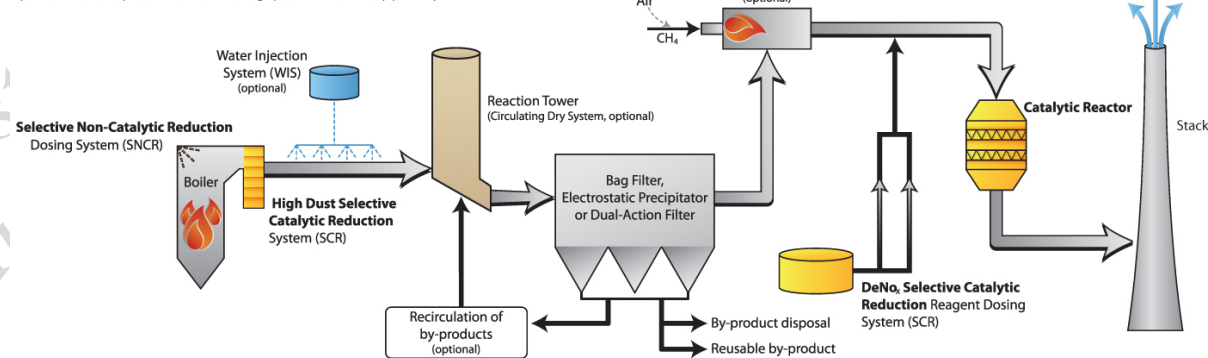 (optional)
Air
CH₄
Water Injection
System (WIS)
(optional)
Reaction Tower
(Circulating Dry System, optional)
Selective Non-Catalytic Reduction
Dosing System (SNCR)
Boiler
High Dust Selective
Catalytic Reduction
System (SCR)
Bag Filter,
Electrostatic Precipitator
or Dual-Action Filter
Catalytic Reactor
Stack
DeNoₓ Selective Catalytic
Reduction Reagent Dosing
System (SCR)
Recirculation of
by-products
(optional)
By-product disposal
Reusable by-product